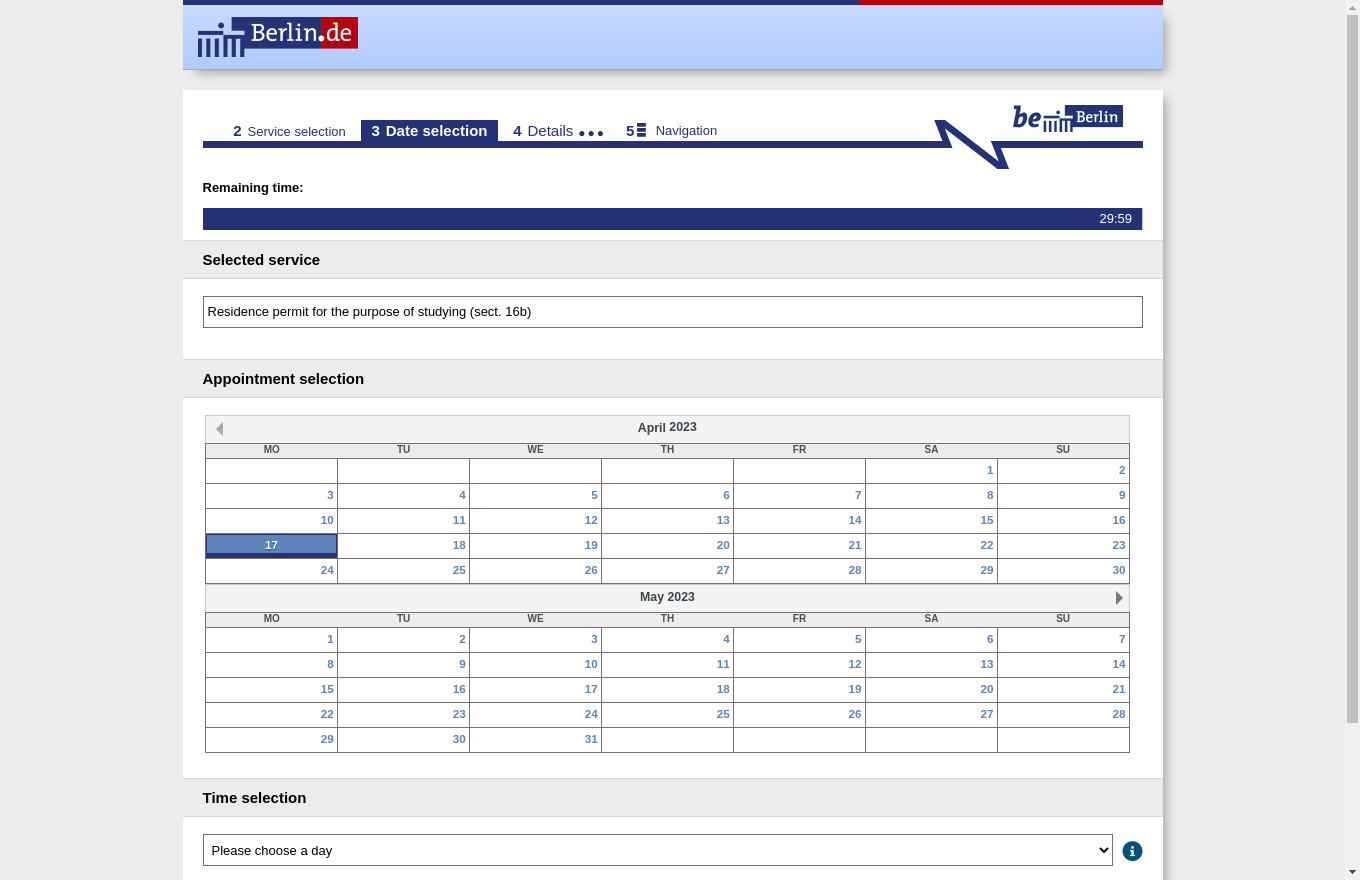 Berlin.de
2 Service selection 3 Date selection 4 Details ●●● 5 Navigation
be Berlin
Remaining time:
29:59
Selected service
Residence permit for the purpose of studying (sect. 16b)
Appointment selection
April 2023
MO TU WE TH FR SA SU
1 2
3 4 5 6 7 8 9
10 11 12 13 14 15 16
17 18 19 20 21 22 23
24 25 26 27 28 29 30
May 2023
MO TU WE TH FR SA SU
1 2 3 4 5 6 7
8 9 10 11 12 13 14
15 16 17 18 19 20 21
22 23 24 25 26 27 28
29 30 31
Time selection
Please choose a day